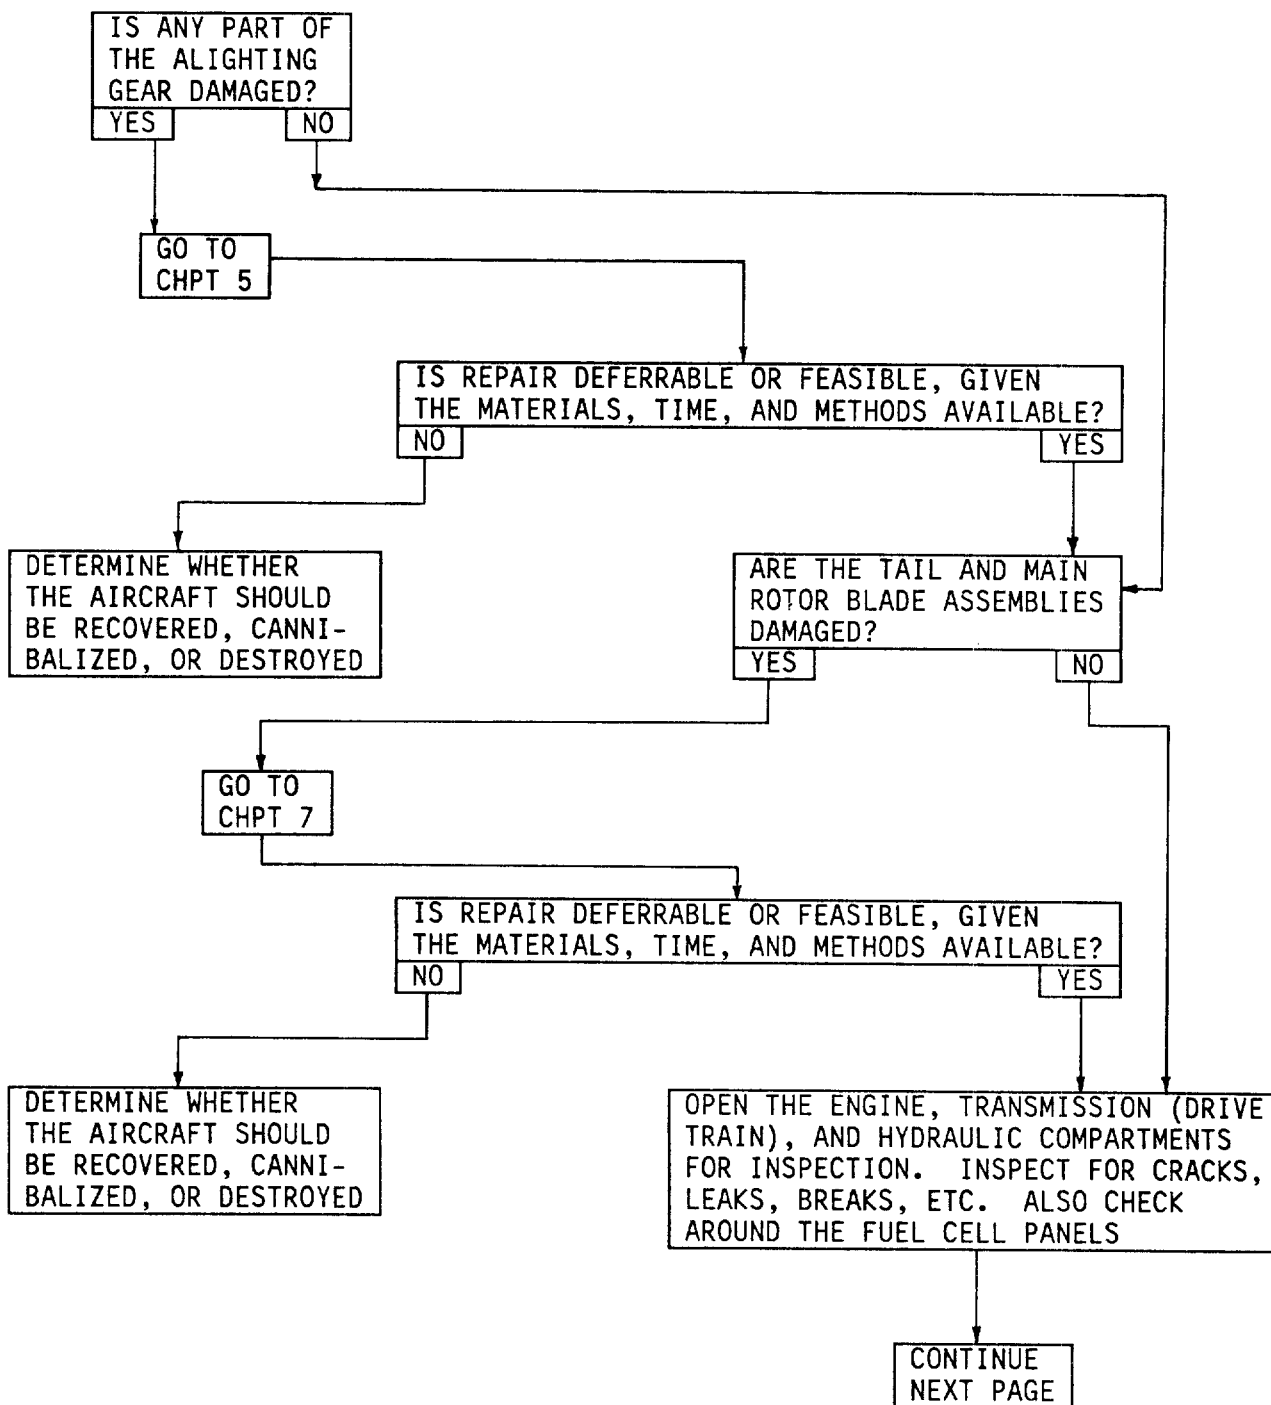 IS ANY PART OF
THE ALIGHTING
GEAR DAMAGED?
YES
NO
GO TO
CHPT 5
IS REPAIR DEFERRABLE OR FEASIBLE, GIVEN
THE MATERIALS, TIME, AND METHODS AVAILABLE?
NO
YES
DETERMINE WHETHER
THE AIRCRAFT SHOULD
BE RECOVERED, CANNI-
BALIZED, OR DESTROYED
ARE THE TAIL AND MAIN
ROTOR BLADE ASSEMBLIES
DAMAGED?
YES
NO
GO TO
CHPT 7
IS REPAIR DEFERRABLE OR FEASIBLE, GIVEN
THE MATERIALS, TIME, AND METHODS AVAILABLE?
NO
YES
DETERMINE WHETHER
THE AIRCRAFT SHOULD
BE RECOVERED, CANNI-
BALIZED, OR DESTROYED
OPEN THE ENGINE, TRANSMISSION (DRIVE
TRAIN), AND HYDRAULIC COMPARTMENTS
FOR INSPECTION. INSPECT FOR CRACKS,
LEAKS, BREAKS, ETC. ALSO CHECK
AROUND THE FUEL CELL PANELS
CONTINUE
NEXT PAGE